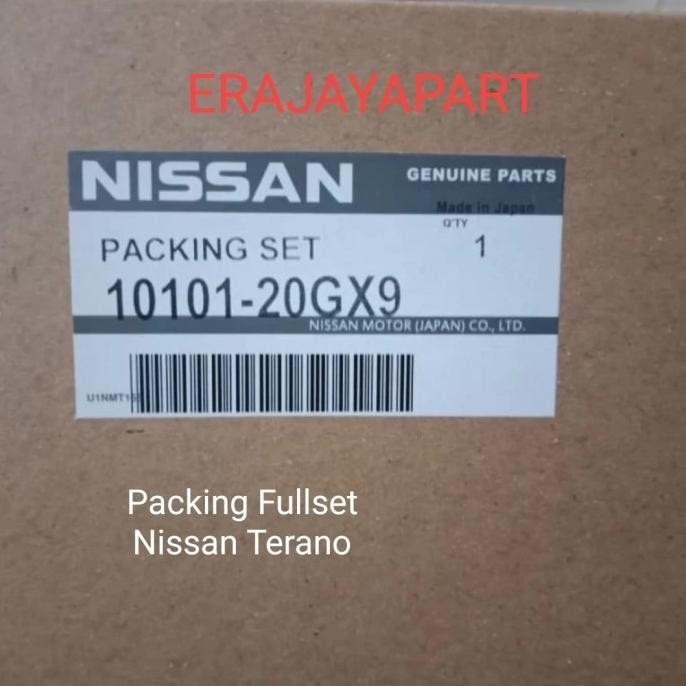 ERAJAYAPART
NISSAN
GENUINE PARTS
Made in Japan
Q'TY
PACKING SET
1
10101-20GX9
NISSAN MOTOR (JAPAN) CO., LTD.
Packing Fullset
Nissan Terano